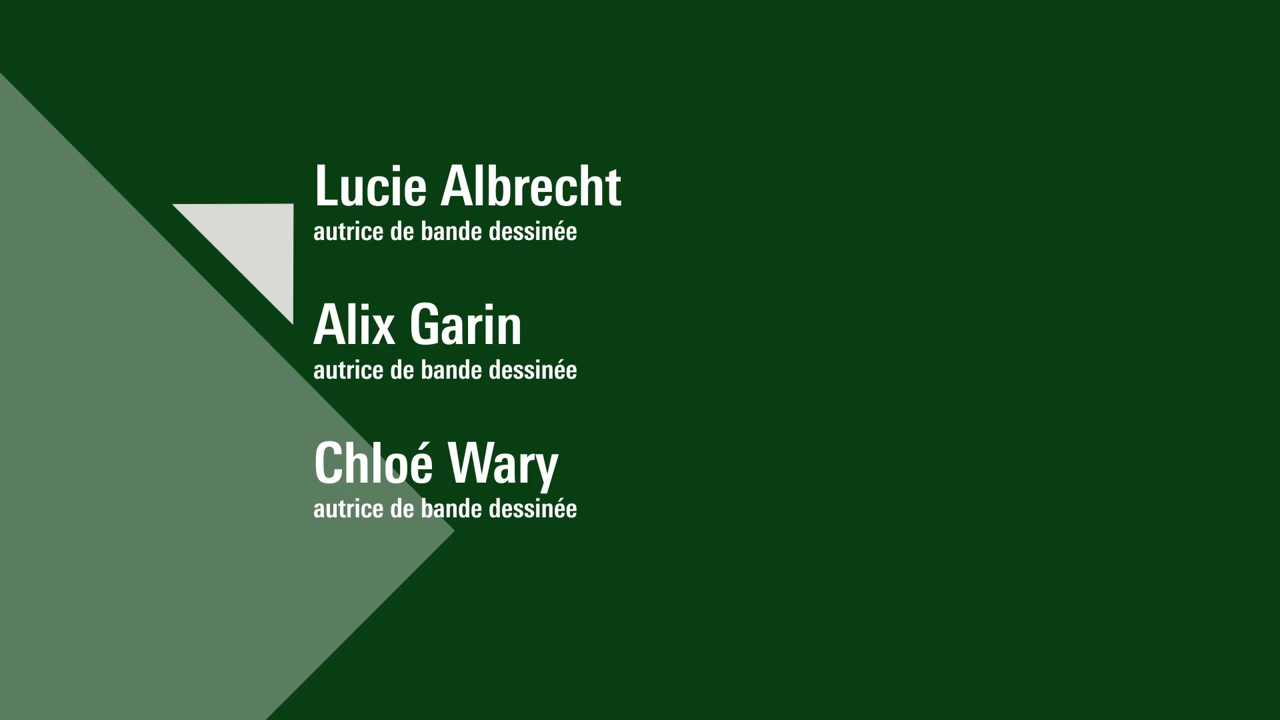 Lucie Albrecht
autrice de bande dessinée
Alix Garin
autrice de bande dessinée
Chloé Wary
autrice de bande dessinée